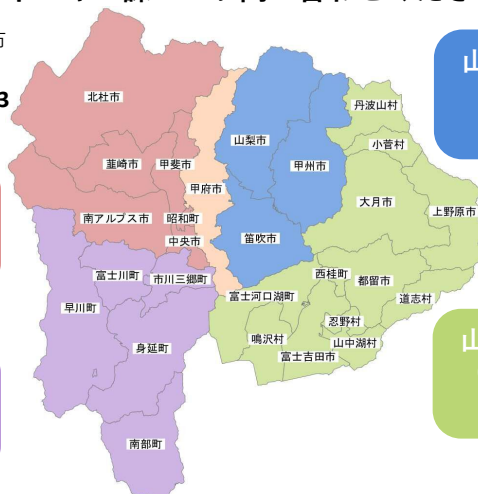 市
3
山
北杜市
丹波山村
山梨市
小菅村
韮崎市
甲斐市
甲州市
甲府市
大月市
上野原市
南アルプス市
昭和町
中央市
笛吹市
西桂町
都留市
富士川町
市川三郷町
富士河口湖町
道志村
早川町
忍野村
鳴沢村
山中湖村
身延町
富士吉田市
山
南部町